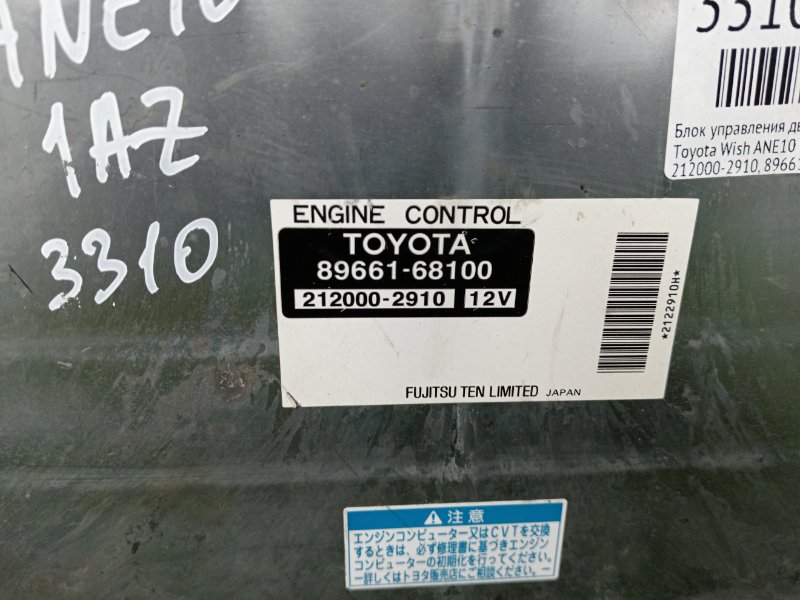 ANE10
1AZ
3310
3310
Блок управления дв
Toyota Wish ANE10
212000-2910, 89661
ENGINE CONTROL
TOYOTA
89661-68100
212000-2910 12V
*2122910H*
FUJITSU TEN LIMITED JAPAN
注意
エンジンコンピューター又はCVTを交換
するときは、必ず修理書に基づきエンジン
コンピューターの初期化を行ってください。
－詳しくはトヨタ販売店にご相談ください。